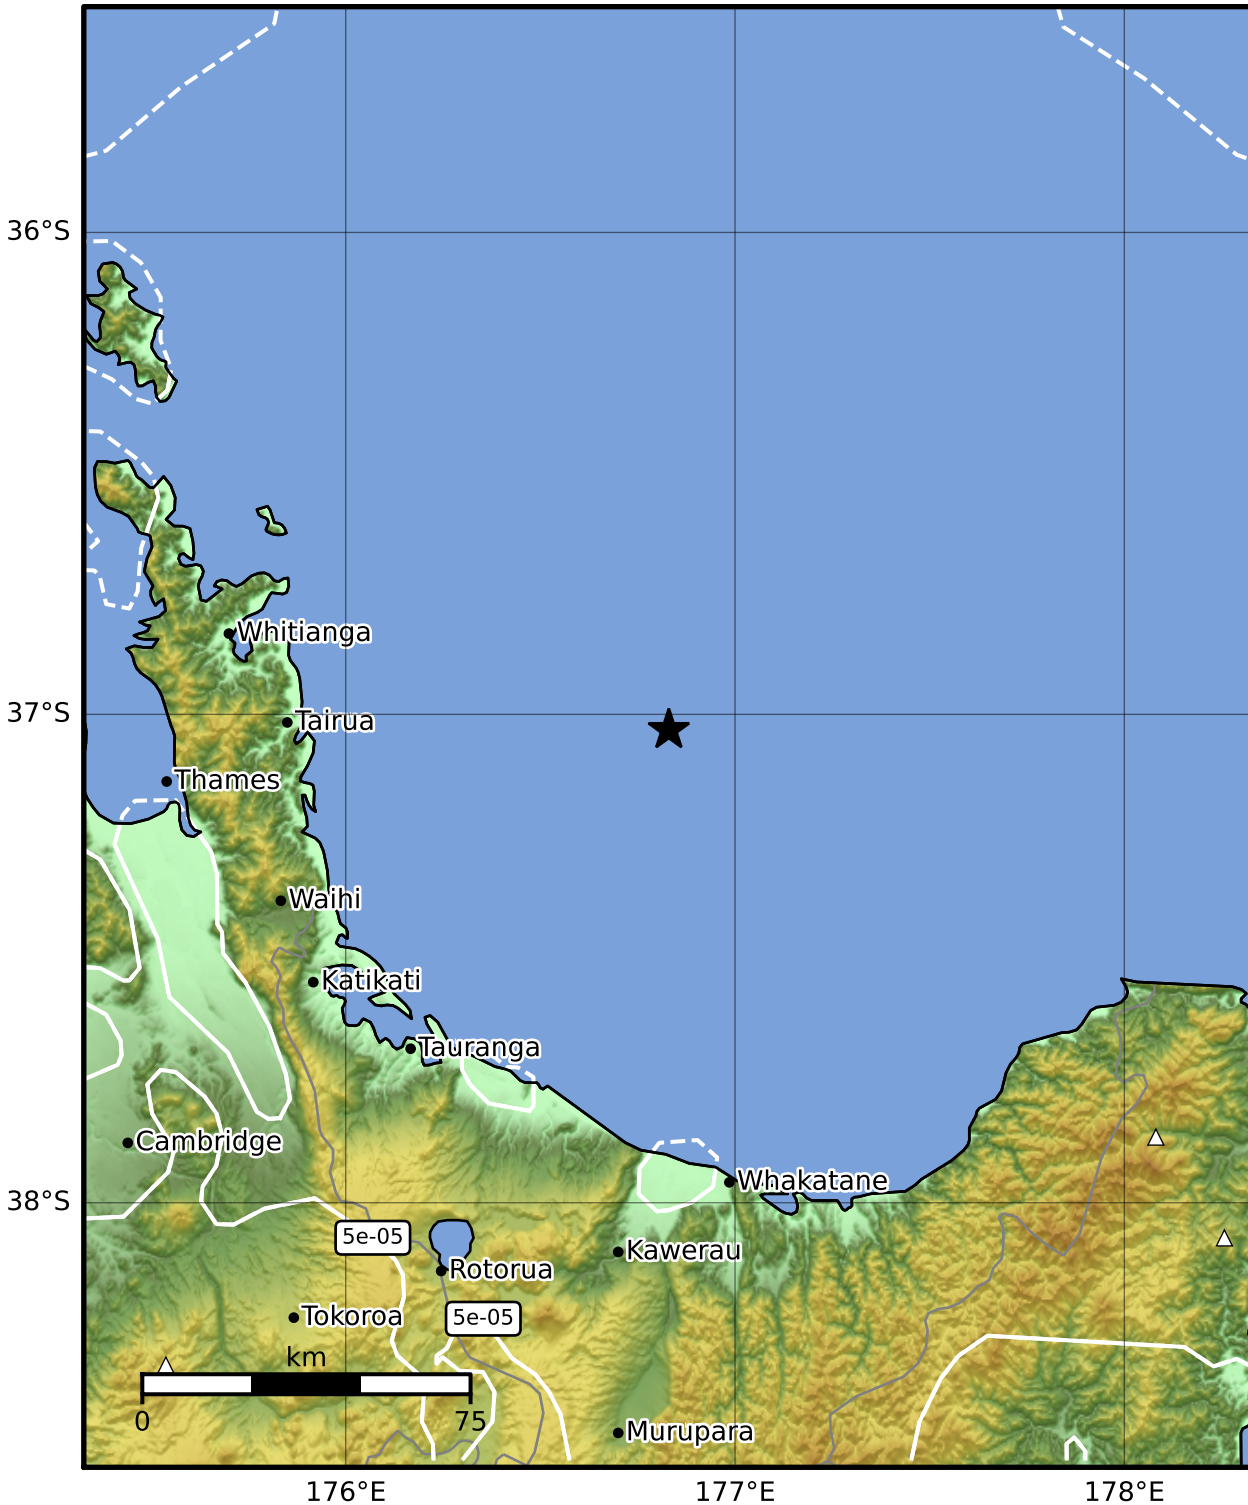 36°S
Whitianga
37°S
Tairua
Thames
Waihi
Katikati
Tauranga
Cambridge
Whakatane
38°S
5e-05
Kawerau
Rotorua
Tokoroa
5e-05
km
0
75
Murupara
176°E
177°E
178°E